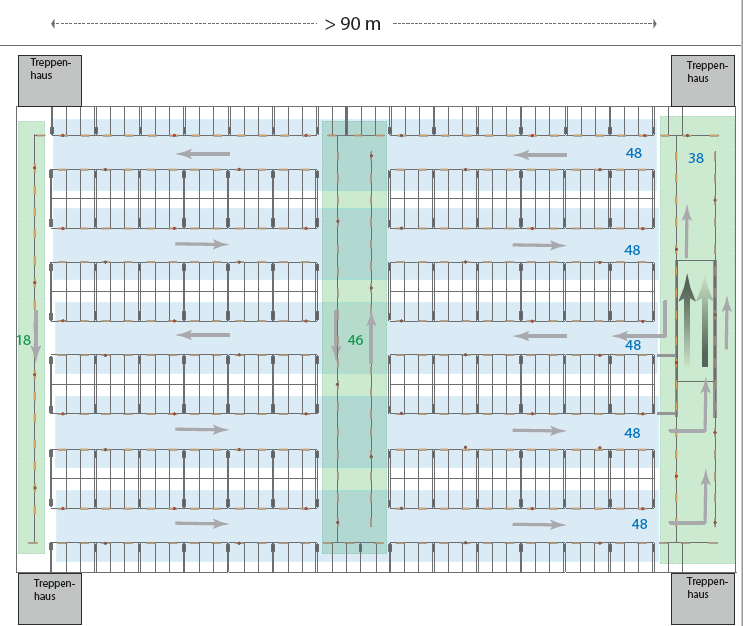 > 90 m
Treppen-
haus
Treppen-
haus
48
38
48
18
46
48
48
48
Treppen-
haus
Treppen-
haus